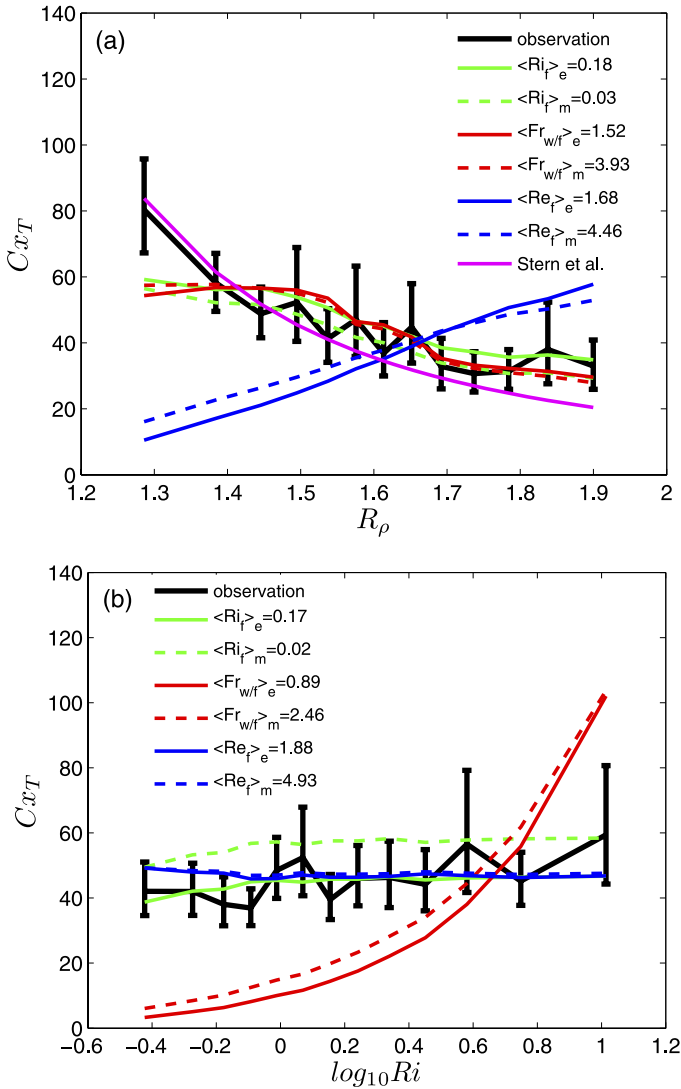 (a)
140
120
100
80
60
40
20
0
Cx_T
observation
<Ri_f>_e=0.18
<Ri_f>_m=0.03
<Fr_w/f>_e=1.52
<Fr_w/f>_m=3.93
<Re_f>_e=1.68
<Re_f>_m=4.46
Stern et al.
1.2 1.3 1.4 1.5 1.6 1.7 1.8 1.9 2
R_ρ
(b)
140
120
100
80
60
40
20
0
Cx_T
observation
<Ri_f>_e=0.17
<Ri_f>_m=0.02
<Fr_w/f>_e=0.89
<Fr_w/f>_m=2.46
<Re_f>_e=1.88
<Re_f>_m=4.93
−0.6 −0.4 −0.2 0 0.2 0.4 0.6 0.8 1 1.2
log_10 Ri